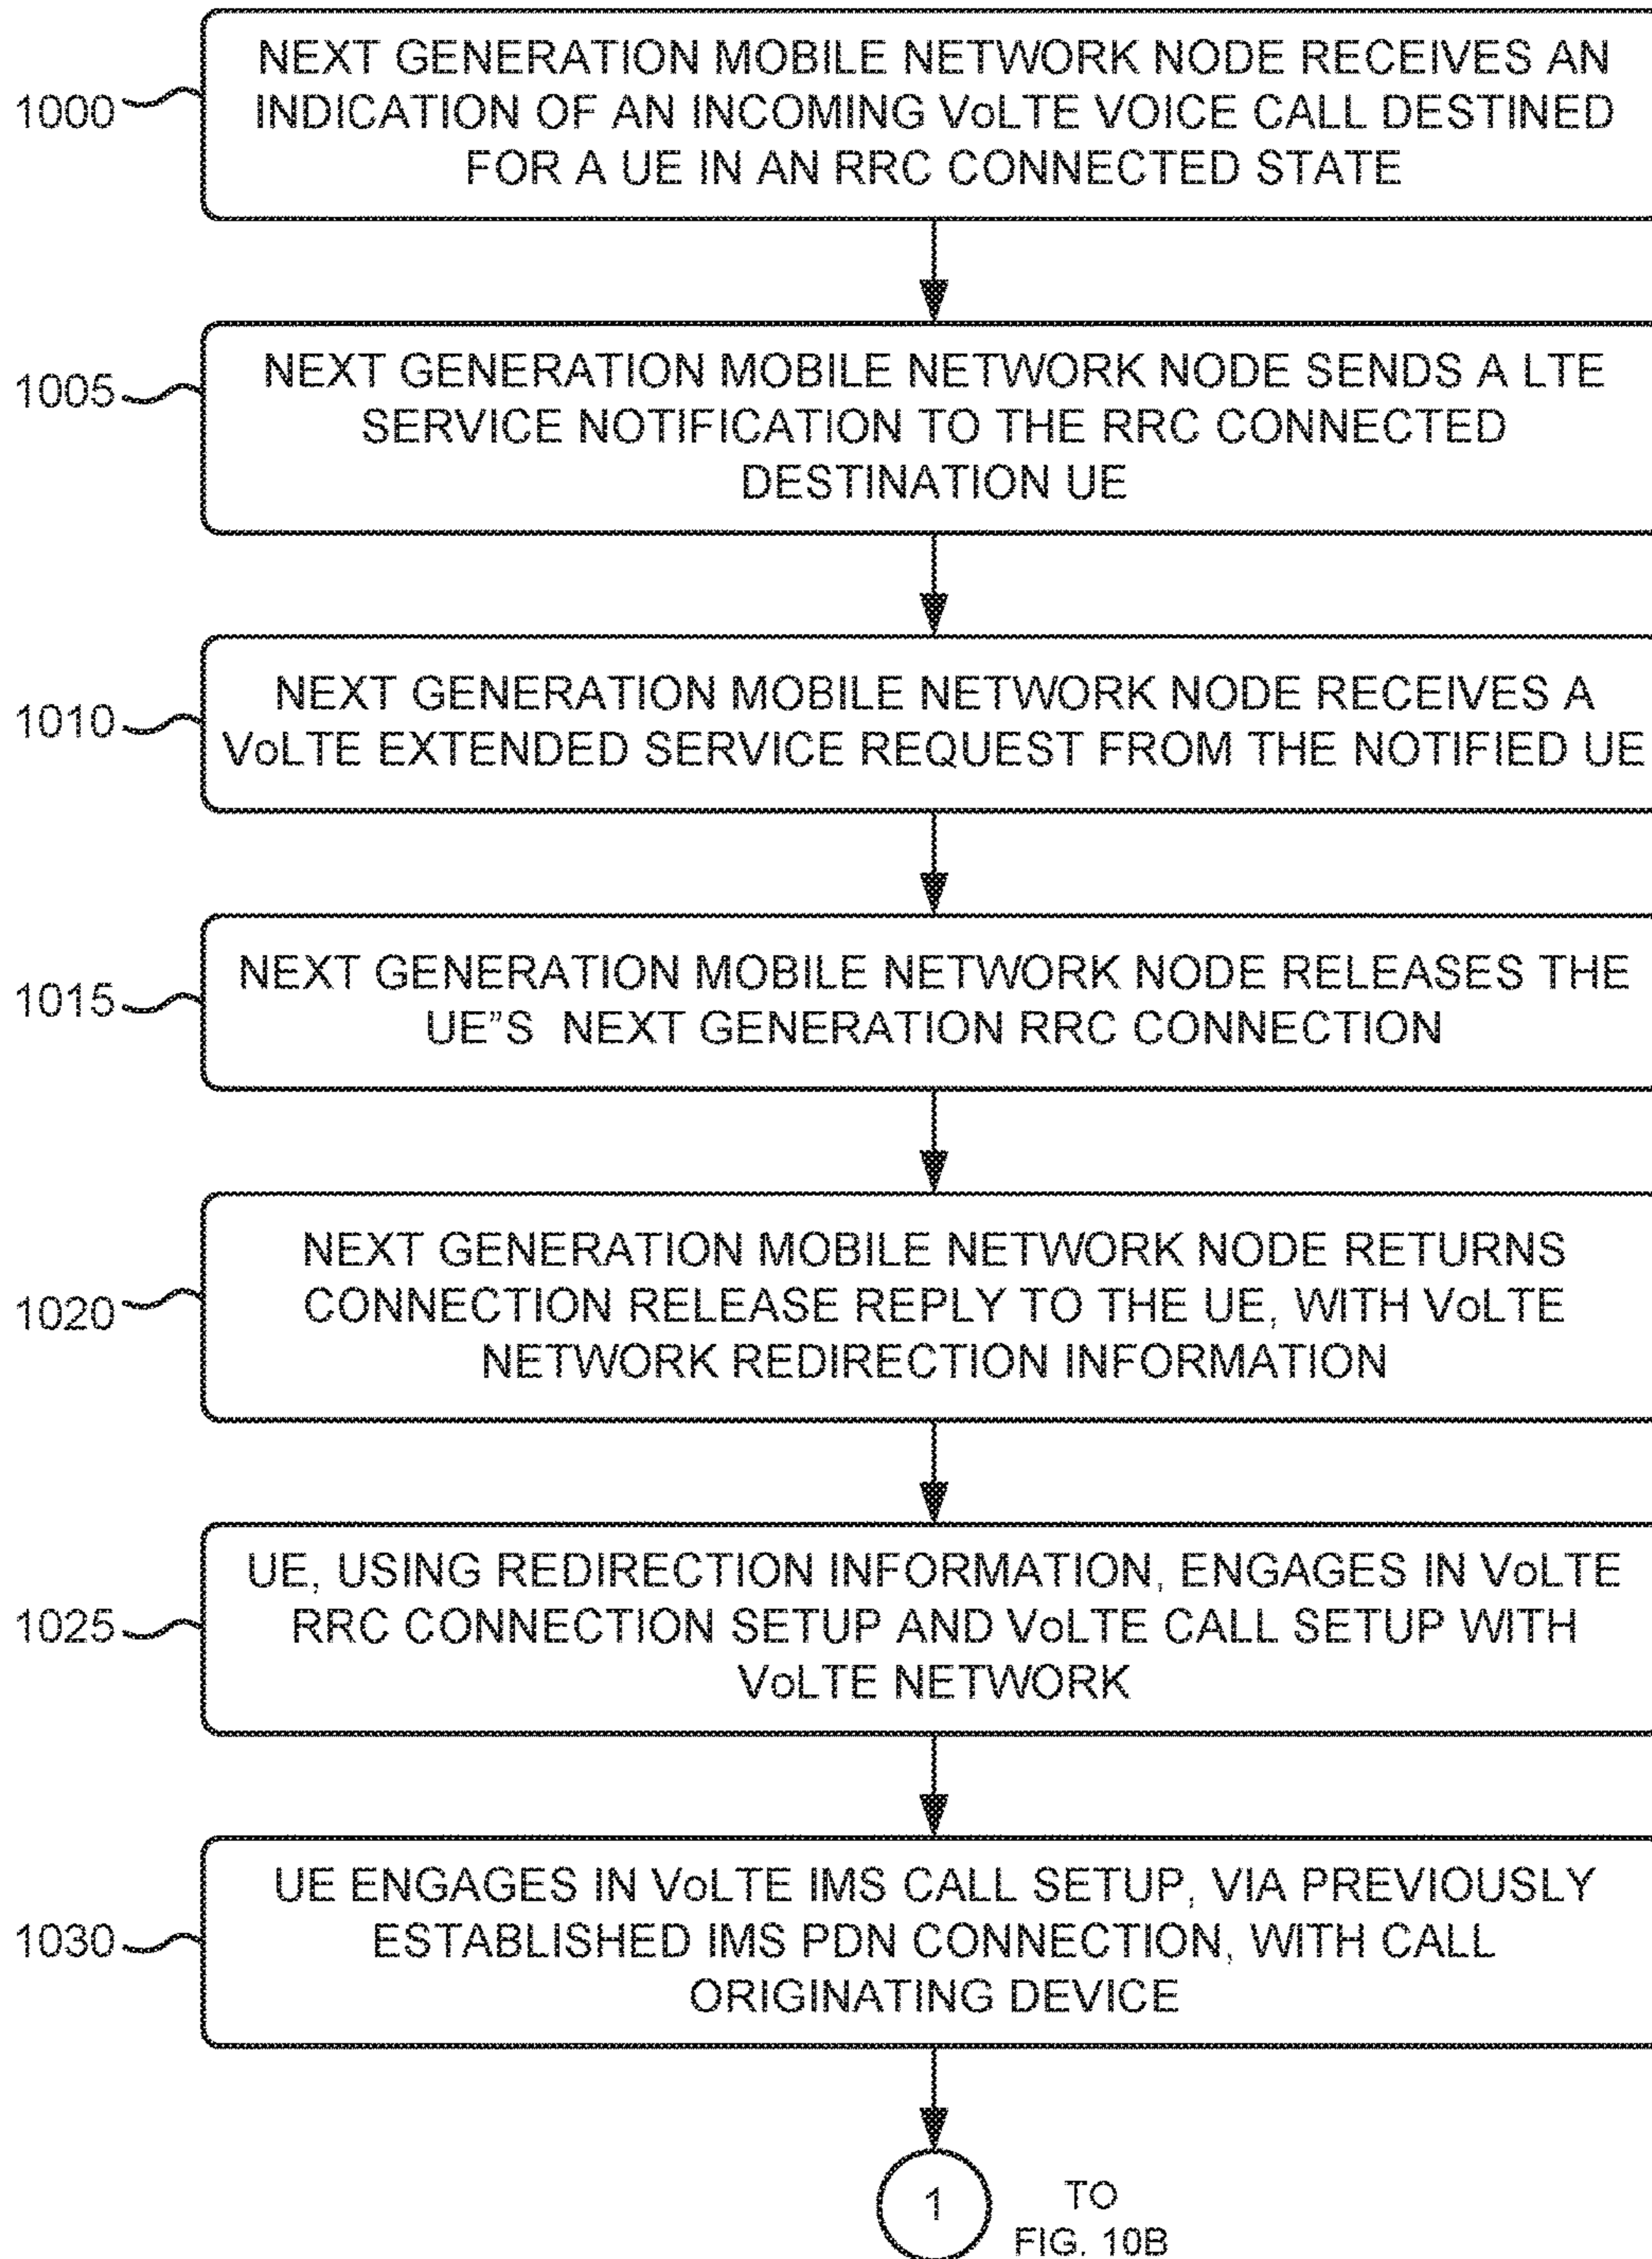 1000
NEXT GENERATION MOBILE NETWORK NODE RECEIVES AN
INDICATION OF AN INCOMING VoLTE VOICE CALL DESTINED
FOR A UE IN AN RRC CONNECTED STATE
1005
NEXT GENERATION MOBILE NETWORK NODE SENDS A LTE
SERVICE NOTIFICATION TO THE RRC CONNECTED
DESTINATION UE
1010
NEXT GENERATION MOBILE NETWORK NODE RECEIVES A
VoLTE EXTENDED SERVICE REQUEST FROM THE NOTIFIED UE
1015
NEXT GENERATION MOBILE NETWORK NODE RELEASES THE
UE"S NEXT GENERATION RRC CONNECTION
1020
NEXT GENERATION MOBILE NETWORK NODE RETURNS
CONNECTION RELEASE REPLY TO THE UE, WITH VoLTE
NETWORK REDIRECTION INFORMATION
1025
UE, USING REDIRECTION INFORMATION, ENGAGES IN VoLTE
RRC CONNECTION SETUP AND VoLTE CALL SETUP WITH
VoLTE NETWORK
1030
UE ENGAGES IN VoLTE IMS CALL SETUP, VIA PREVIOUSLY
ESTABLISHED IMS PDN CONNECTION, WITH CALL
ORIGINATING DEVICE
1
TO
FIG. 10B